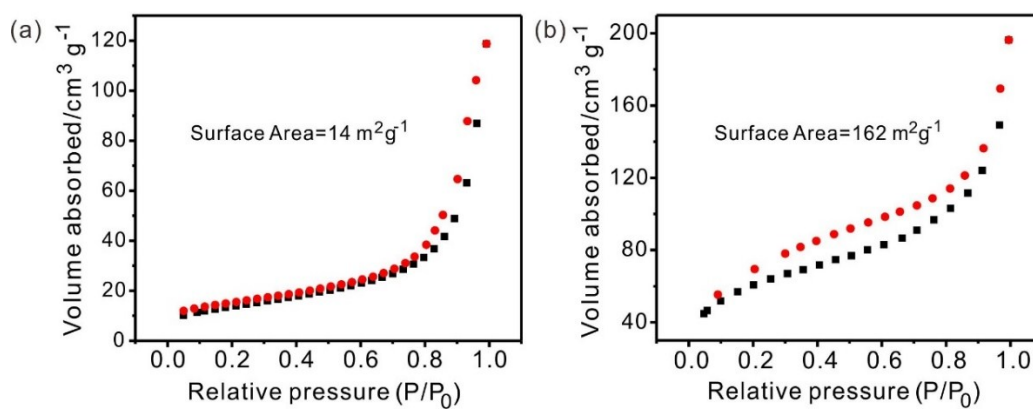 (a)
Volume absorbed/cm³ g⁻¹
120
100
80
60
40
20
0
Surface Area=14 m²g⁻¹
0.0 0.2 0.4 0.6 0.8 1.0
Relative pressure (P/P₀)
(b)
Volume absorbed/cm³ g⁻¹
200
160
120
80
40
Surface Area=162 m²g⁻¹
0.0 0.2 0.4 0.6 0.8 1.0
Relative pressure (P/P₀)